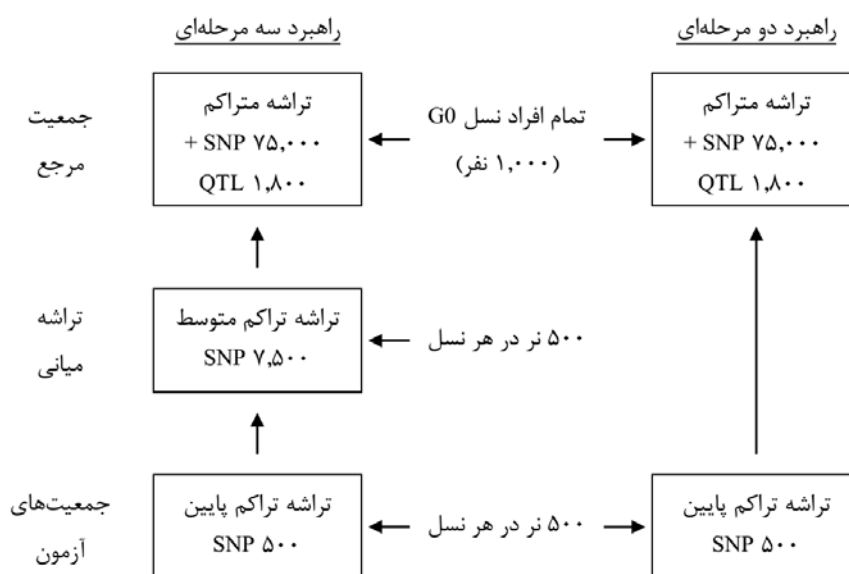 راهبرد دو مرحله‌ای
راهبرد سه مرحله‌ای
تراشه متراکم
۷۵,۰۰۰ SNP +
۱,۸۰۰ QTL
تمام افراد نسل G0
(۱,۰۰۰ نفر)
تراشه متراکم
۷۵,۰۰۰ SNP +
۱,۸۰۰ QTL
جمعیت
مرجع
۵۰۰ نر در هر نسل
تراشه تراکم متوسط
۷,۵۰۰ SNP
تراشه
میانی
تراشه تراکم پایین
۵۰۰ SNP
۵۰۰ نر در هر نسل
تراشه تراکم پایین
۵۰۰ SNP
جمعیت‌های
آزمون